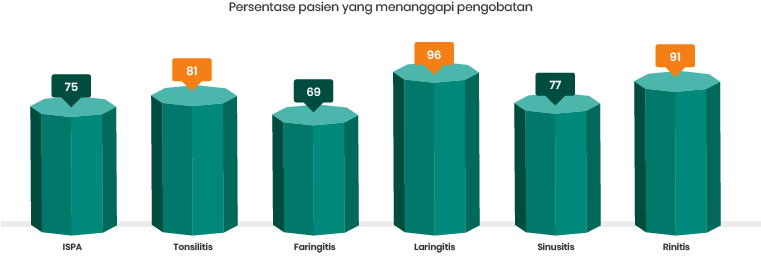 Persentase pasien yang menanggapi pengobatan
75
81
69
96
77
91
ISPA
Tonsilitis
Faringitis
Laringitis
Sinusitis
Rinitis